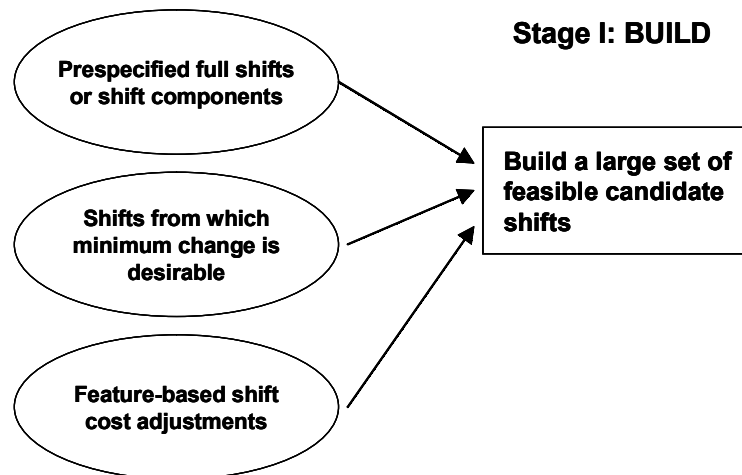 Stage I: BUILD
Prespecified full shifts
or shift components
Shifts from which
minimum change is
desirable
Feature-based shift
cost adjustments
Build a large set of
feasible candidate
shifts